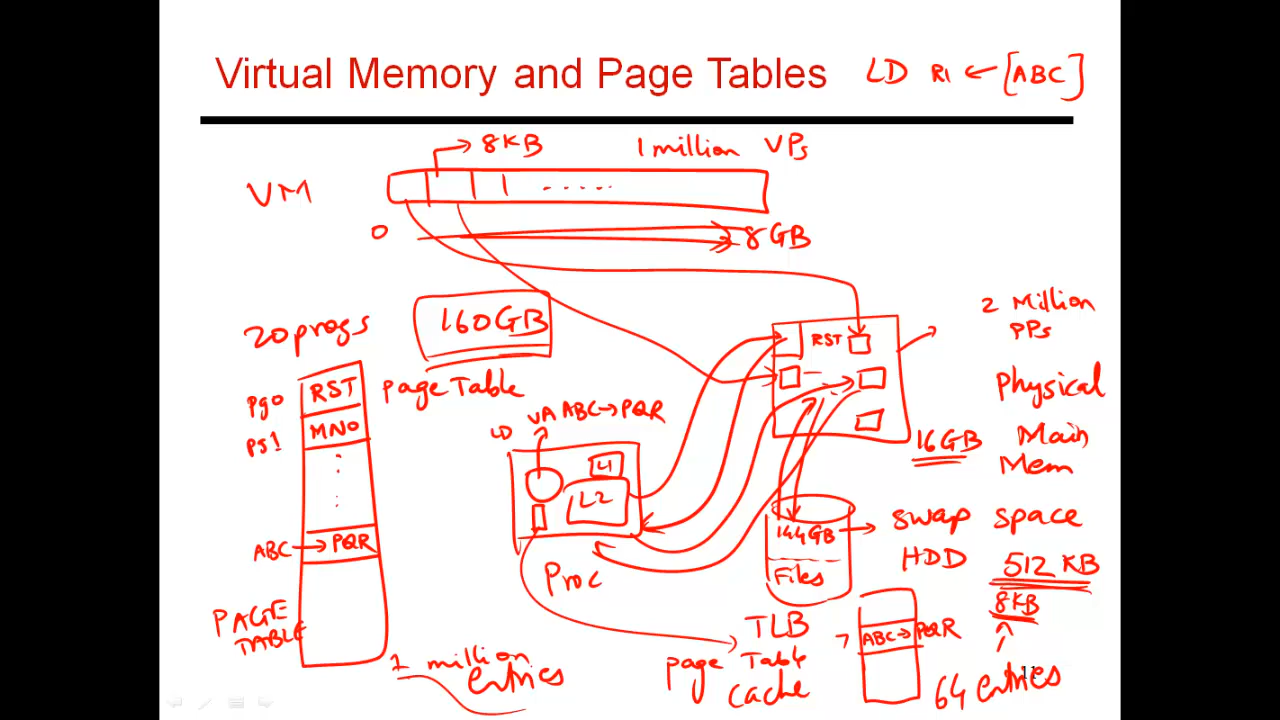 Virtual Memory and Page Tables
LD R1 ← [ABC]
8KB
1 million VPs
VM
0
8GB
20 progs
160GB
Page Table
pg0
RST
pg1
MNO
ABC → PQR
PAGE
TABLE
1 million
entries
LD
VA ABC → PQR
L1
L2
Proc
RST
2 Million
PPs
Physical
16GB
Main
Mem
144GB
Files
swap space
HDD
512 KB
8KB
64 entries
TLB
page Table
cache
ABC → PQR
11